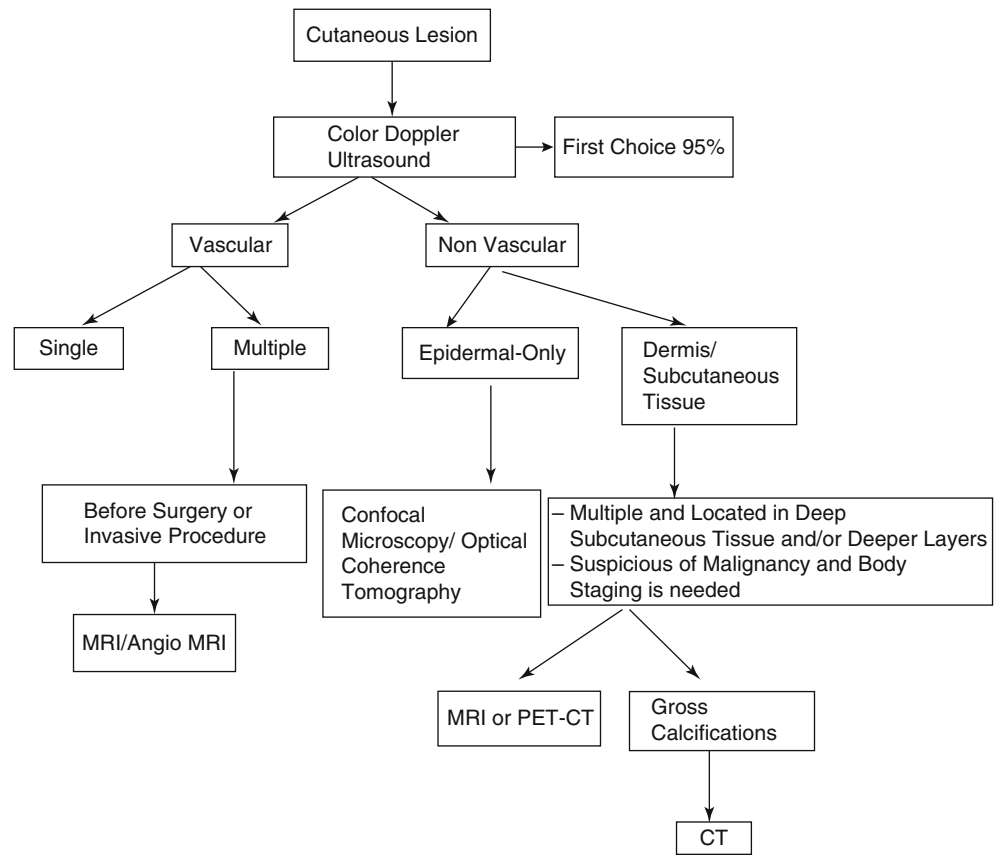 Cutaneous Lesion
Color Doppler
Ultrasound
First Choice 95%
Vascular
Non Vascular
Single
Multiple
Epidermal-Only
Dermis/
Subcutaneous
Tissue
Before Surgery or
Invasive Procedure
Confocal
Microscopy/ Optical
Coherence
Tomography
– Multiple and Located in Deep
Subcutaneous Tissue and/or Deeper Layers
– Suspicious of Malignancy and Body
Staging is needed
MRI/Angio MRI
MRI or PET-CT
Gross
Calcifications
CT